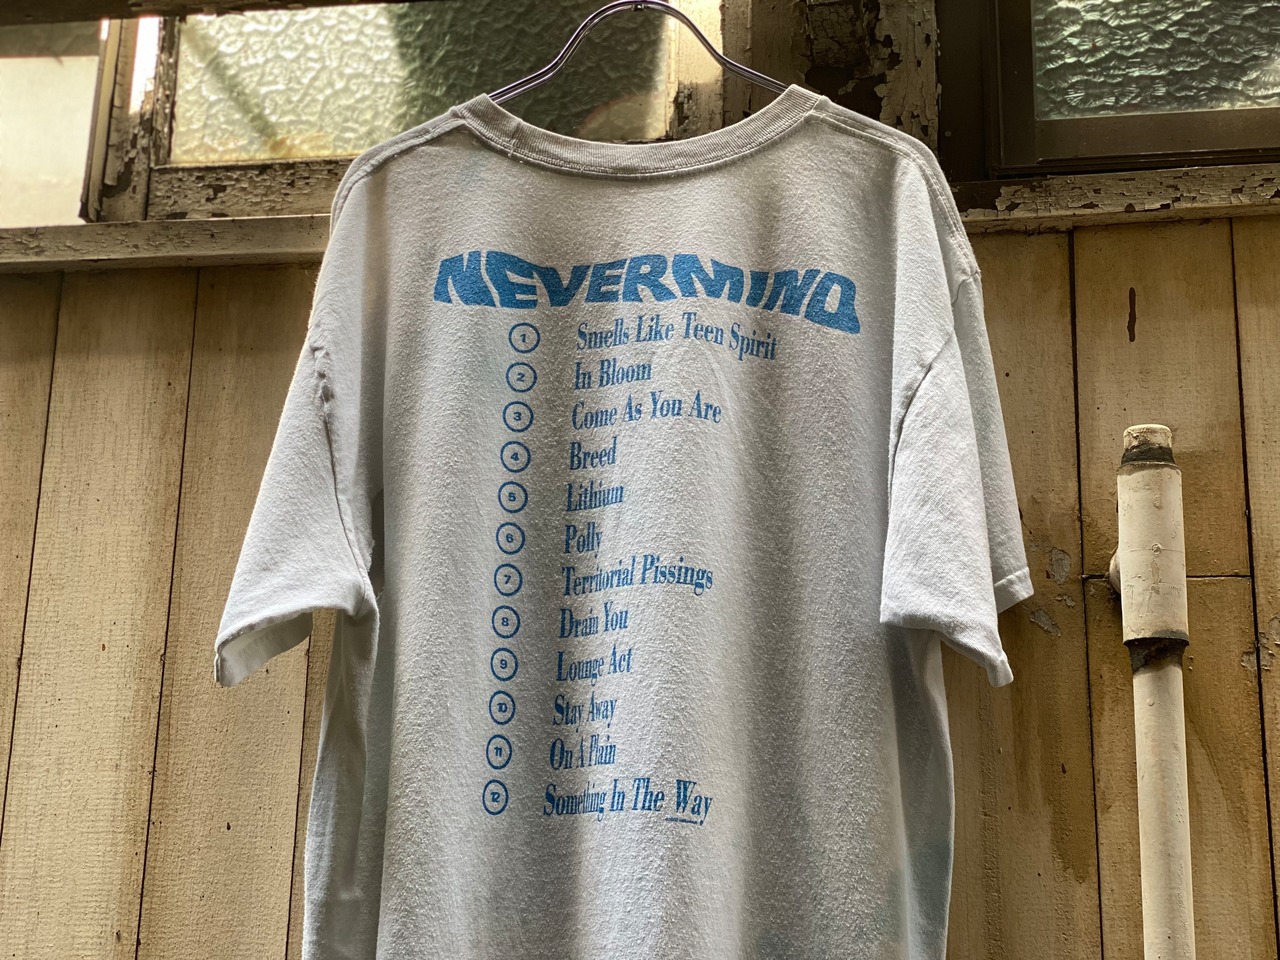 NEVERMIND
1 Smells Like Teen Spirit
2 In Bloom
3 Come As You Are
4 Breed
5 Lithium
6 Polly
7 Territorial Pissings
8 Drain You
9 Lounge Act
10 Stay Away
11 On A Plain
12 Something In The Way